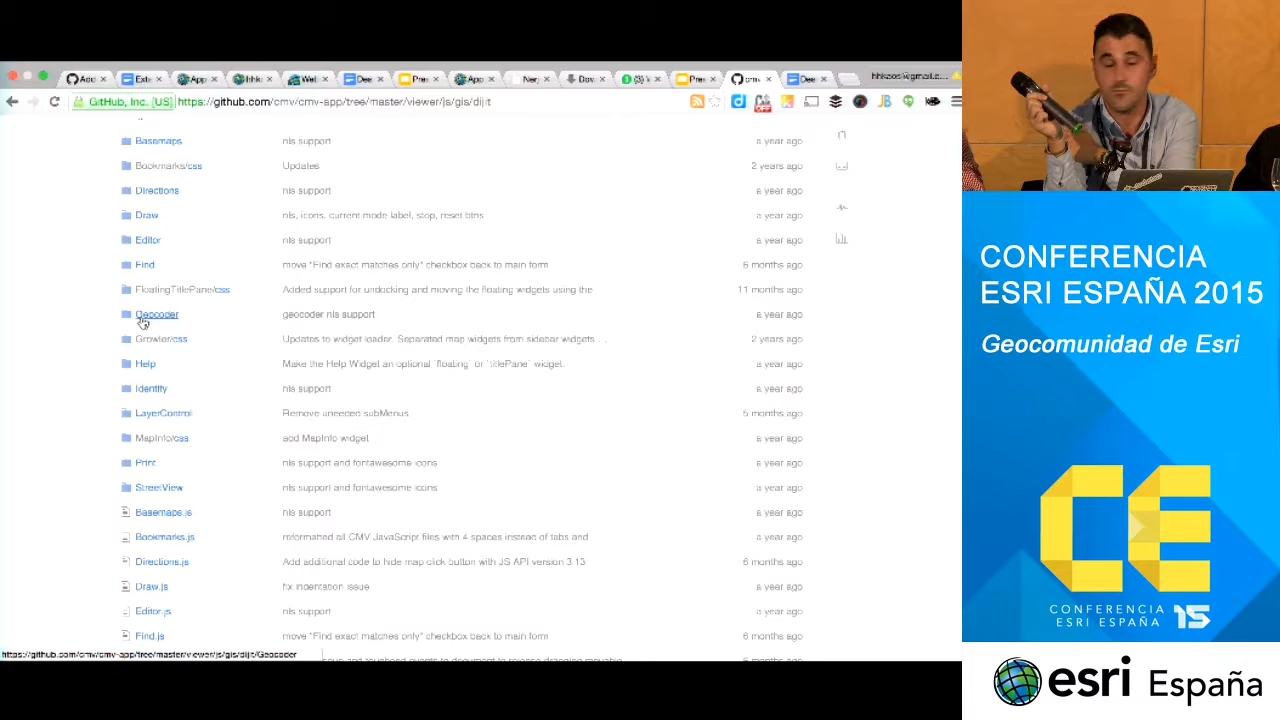 GitHub, Inc. [US] https://github.com/cmv/cmv-app/tree/master/viewer/js/gis/dijit
Basemaps nls support a year ago
Bookmarks/css Updates 2 years ago
Directions nls support a year ago
Draw nls, icons, current mode label, stop, reset btns a year ago
Editor nls support a year ago
Find move "Find exact matches only" checkbox back to main form 6 months ago
FloatingTitlePane/css Added support for undocking and moving the floating widgets using the 11 months ago
Geocoder geocoder nls support a year ago
Growler/css Updates to widget loader. Separated map widgets from sidebar widgets... 2 years ago
Help Make the Help Widget an optional `floating` or `titlePane` widget. a year ago
Identify nls support a year ago
LayerControl Remove uneeded subMenus 5 months ago
MapInfo/css add MapInfo widget a year ago
Print nls support and fontawesome icons a year ago
StreetView nls support and fontawesome icons a year ago
Basemaps.js nls support a year ago
Bookmarks.js reformatted all CMV JavaScript files with 4 spaces instead of tabs and a year ago
Directions.js Add additional code to hide map click button with JS API version 3.13 6 months ago
Draw.js fix indentation issue a year ago
Editor.js nls support a year ago
Find.js move "Find exact matches only" checkbox back to main form 6 months ago
https://github.com/cmv/cmv-app/tree/master/viewer/js/gis/dijit/Geocoder
CONFERENCIA
ESRI ESPAÑA 2015
Geocomunidad de Esri
CE
CONFERENCIA
ESRI ESPAÑA 15
esri España